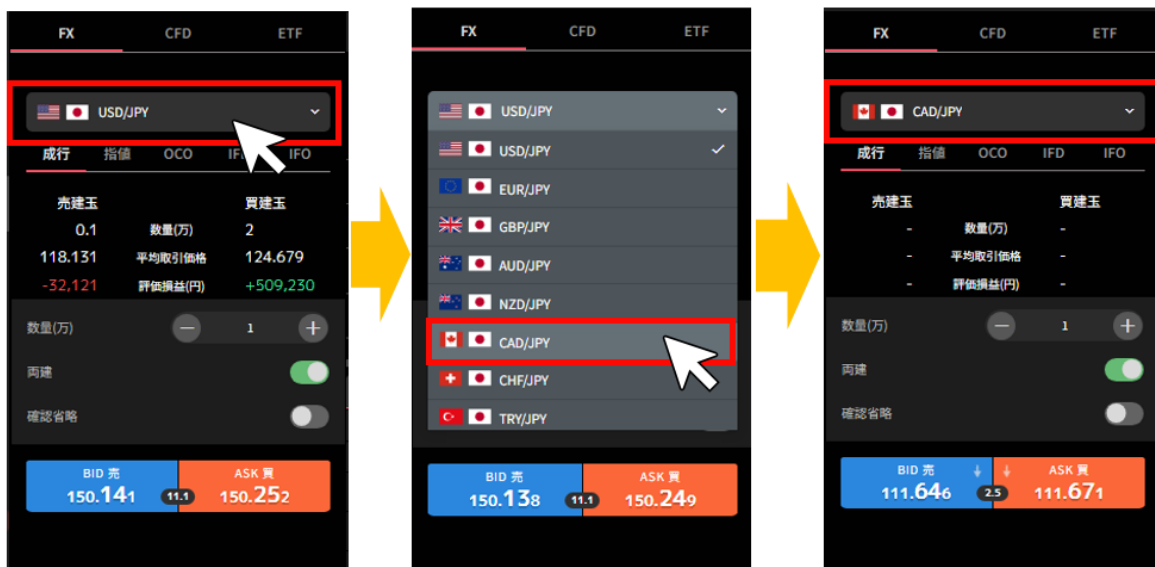 FX CFD ETF
USD/JPY
成行 指値 OCO IFO
売建玉 買建玉
0.1 数量(万) 2
118.131 平均取引価格 124.679
-32,121 評価損益(円) +509,230
数量(万) 1
両建
確認省略
BID 売 ASK 買
150.141 11.1 150.252
FX CFD ETF
USD/JPY
USD/JPY
EUR/JPY
GBP/JPY
AUD/JPY
NZD/JPY
CAD/JPY
CHF/JPY
TRY/JPY
BID 売 ASK 買
150.138 11.1 150.249
FX CFD ETF
CAD/JPY
成行 指値 OCO IFD IFO
売建玉 買建玉
- 数量(万) -
- 平均取引価格 -
- 評価損益(円) -
数量(万) 1
両建
確認省略
BID 売 ASK 買
111.646 2.5 111.671